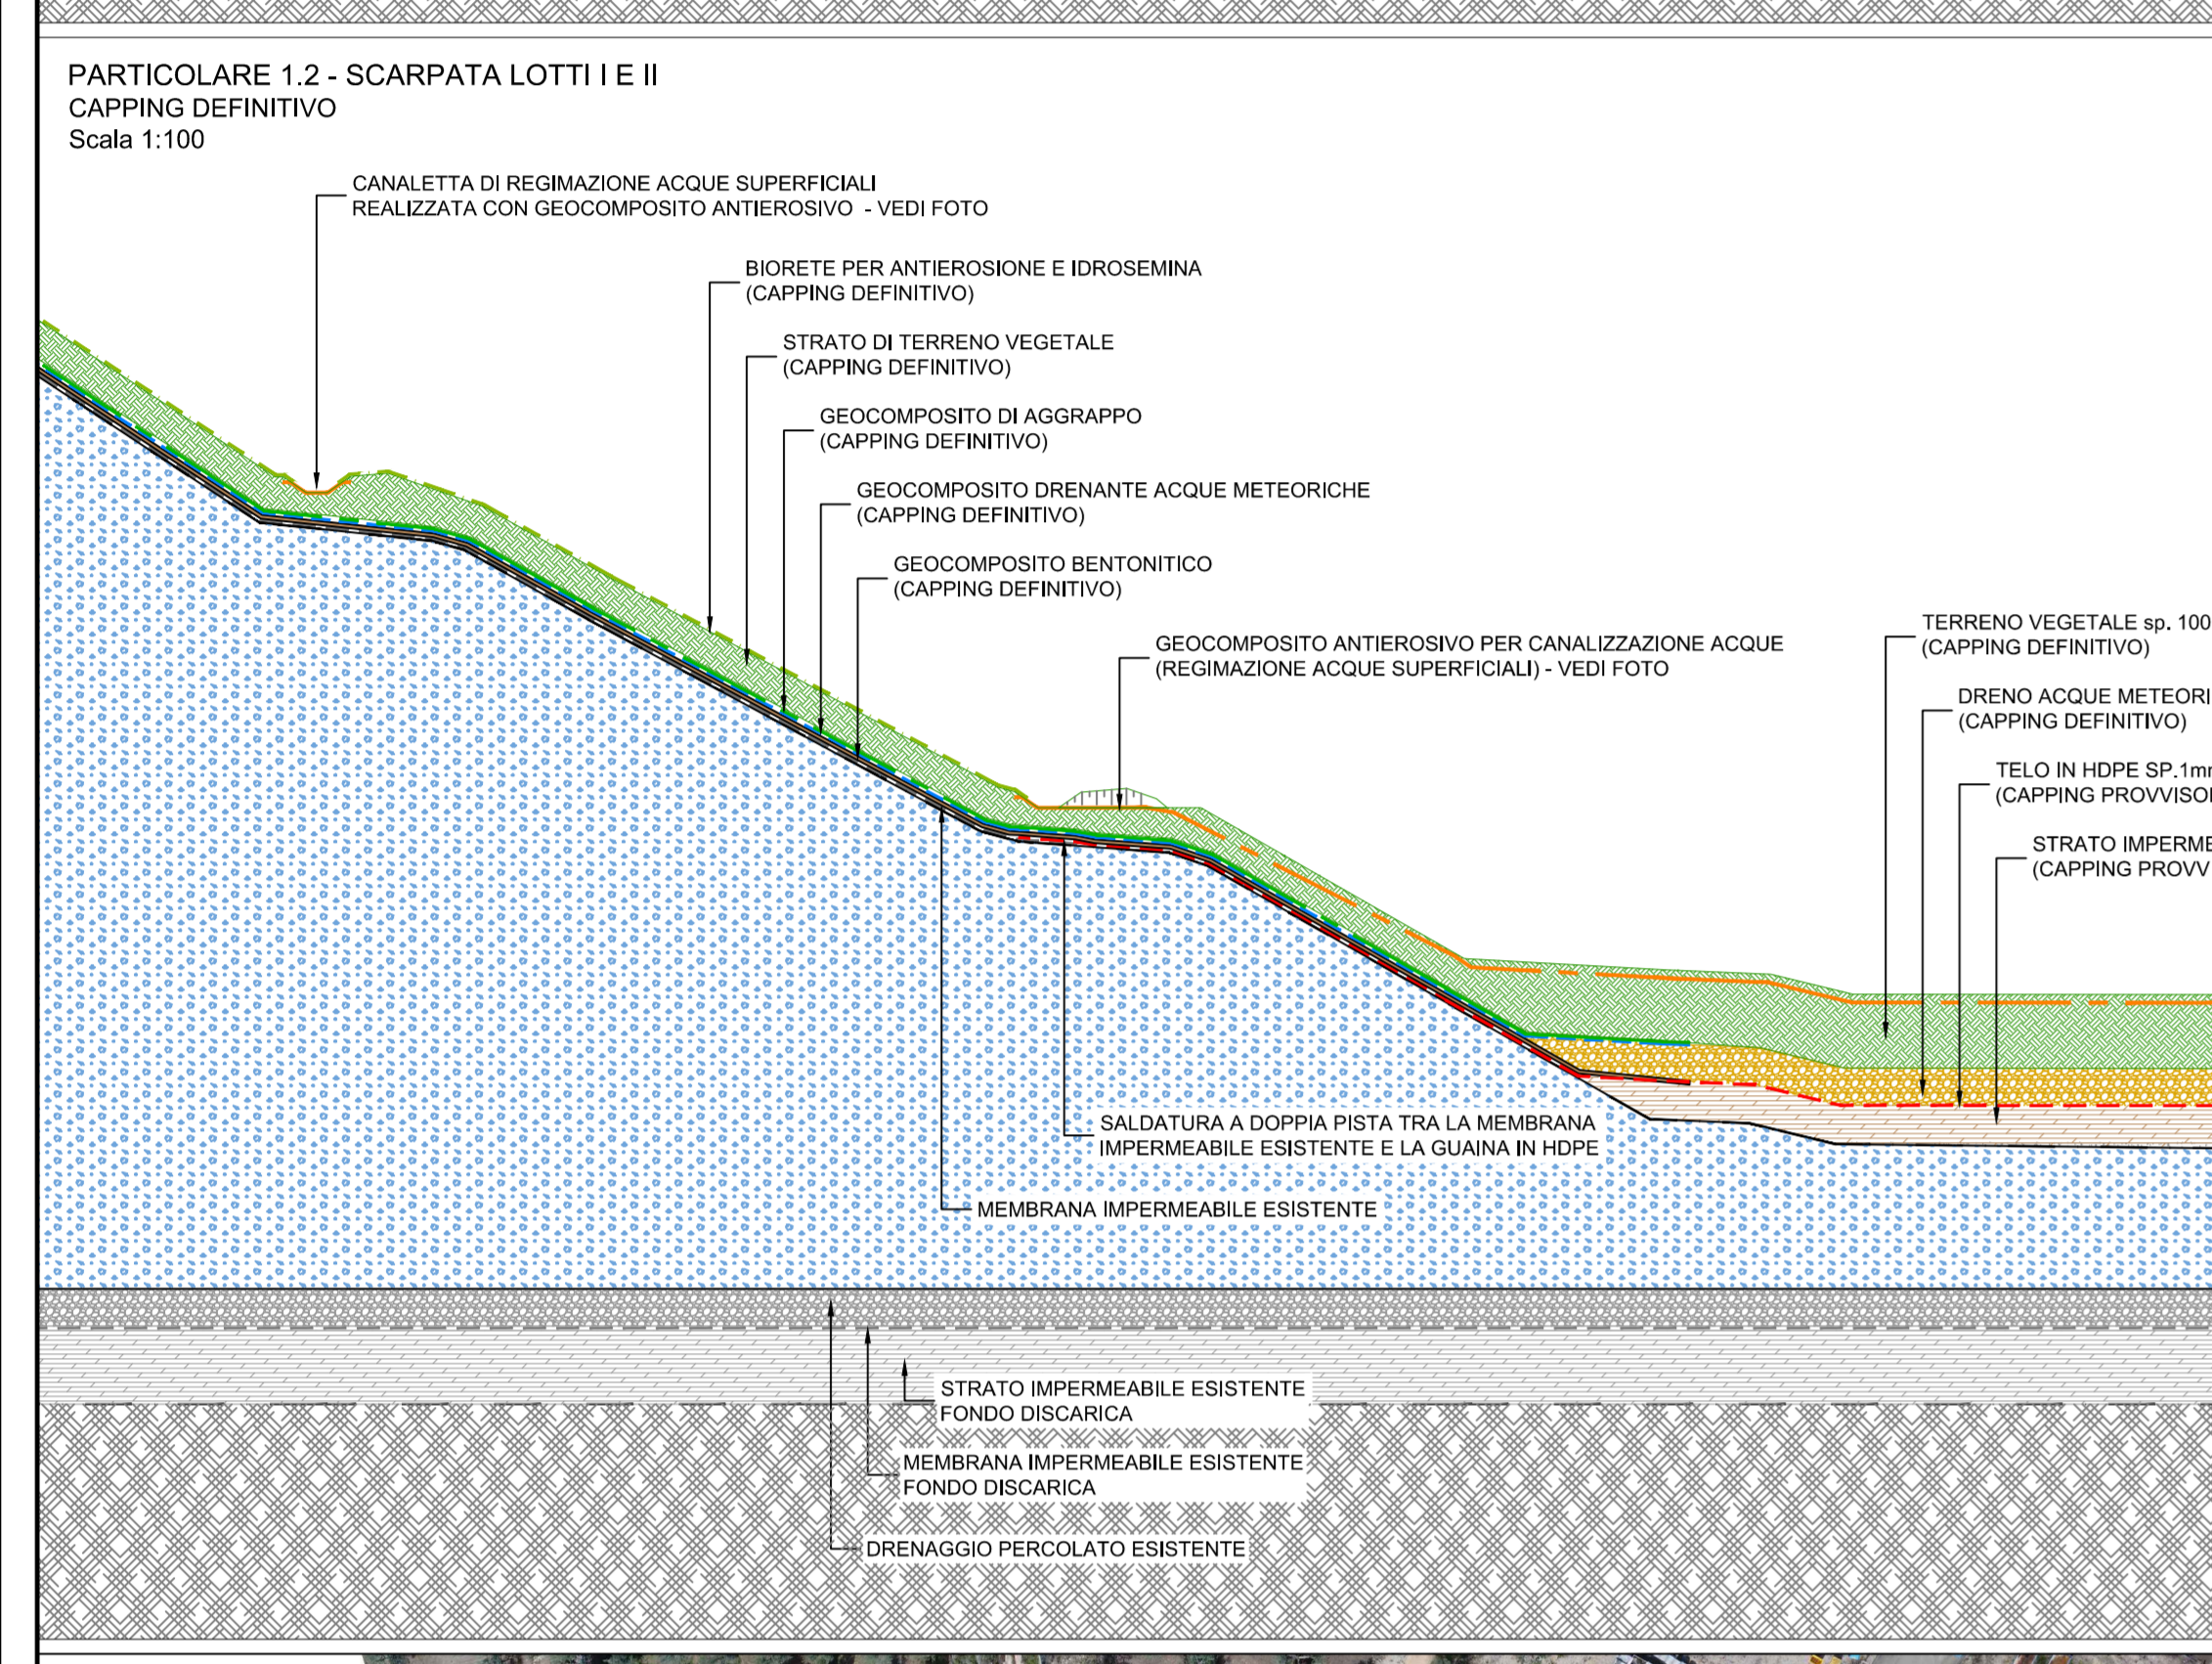 PARTICOLARE 1.2 - SCARPATA LOTTI I E II
CAPPING DEFINITIVO
Scala 1:100
CANALETTA DI REGIMAZIONE ACQUE SUPERFICIALI
REALIZZATA CON GEOCOMPOSITO ANTIEROSIVO - VEDI FOTO
BIORETE PER ANTIEROSIONE E IDROSEMINA
(CAPPING DEFINITIVO)
STRATO DI TERRENO VEGETALE
(CAPPING DEFINITIVO)
GEOCOMPOSITO DI AGGRAPPO
(CAPPING DEFINITIVO)
GEOCOMPOSITO DRENANTE ACQUE METEORICHE
(CAPPING DEFINITIVO)
GEOCOMPOSITO BENTONITICO
(CAPPING DEFINITIVO)
GEOCOMPOSITO ANTIEROSIVO PER CANALIZZAZIONE ACQUE
(REGIMAZIONE ACQUE SUPERFICIALI) - VEDI FOTO
TERRENO VEGETALE sp. 100
(CAPPING DEFINITIVO)
DRENO ACQUE METEORI
(CAPPING DEFINITIVO)
TELO IN HDPE SP.1m
(CAPPING PROVVISO
STRATO IMPERME
(CAPPING PROVV
SALDATURA A DOPPIA PISTA TRA LA MEMBRANA
IMPERMEABILE ESISTENTE E LA GUAINA IN HDPE
MEMBRANA IMPERMEABILE ESISTENTE
STRATO IMPERMEABILE ESISTENTE
FONDO DISCARICA
MEMBRANA IMPERMEABILE ESISTENTE
FONDO DISCARICA
DRENAGGIO PERCOLATO ESISTENTE